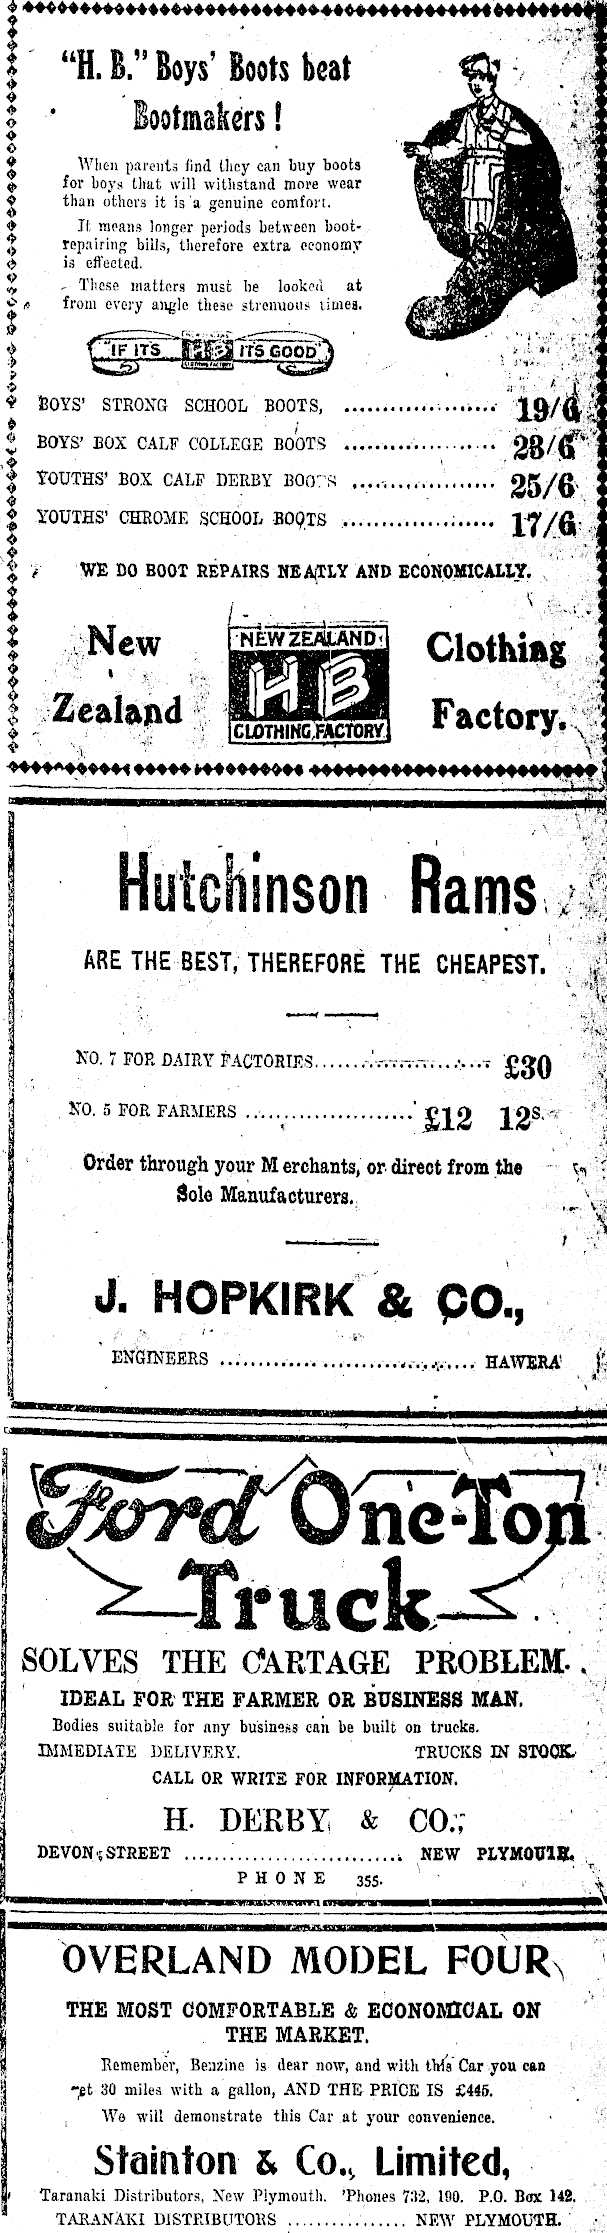 "H. B." Boys' Boots beat
Bootmakers!
When parents find they can buy boots
for boys that will withstand more wear
than others it is a genuine comfort.
It means longer periods between boot-
repairing bills, therefore extra economy
is effected.
These matters must be looked at
from every angle these strenuous times.
"IF ITS HB ITS GOOD"
CLOTHING FACTORY
BOYS' STRONG SCHOOL BOOTS, .................... 19/6
BOYS' BOX CALF COLLEGE BOOTS .................... 23/6
YOUTHS' BOX CALF DERBY BOOTS .................... 25/6
YOUTHS' CHROME SCHOOL BOOTS .................... 17/6
WE DO BOOT REPAIRS NEATLY AND ECONOMICALLY.
New Zealand
NEW ZEALAND
HB
CLOTHING FACTORY
Clothing Factory.
Hutchinson Rams
ARE THE BEST, THEREFORE THE CHEAPEST.
NO. 7 FOR DAIRY FACTORIES...................... £30
NO. 5 FOR FARMERS ...................... £12 12s.
Order through your Merchants, or direct from the
Sole Manufacturers.
J. HOPKIRK & CO.,
ENGINEERS .................................. HAWERA
Ford One-Ton
Truck
SOLVES THE CARTAGE PROBLEM.
IDEAL FOR THE FARMER OR BUSINESS MAN.
Bodies suitable for any business can be built on trucks.
IMMEDIATE DELIVERY. TRUCKS IN STOCK.
CALL OR WRITE FOR INFORMATION.
H. DERBY & CO.,
DEVON STREET ............................ NEW PLYMOUTH.
PHONE 355.
OVERLAND MODEL FOUR
THE MOST COMFORTABLE & ECONOMICAL ON
THE MARKET.
Remember, Benzine is dear now, and with this Car you can
get 30 miles with a gallon, AND THE PRICE IS £445.
We will demonstrate this Car at your convenience.
Stainton & Co., Limited,
Taranaki Distributors, New Plymouth. 'Phones 732, 190. P.O. Box 142.
TARANAKI DISTRIBUTORS ................ NEW PLYMOUTH.